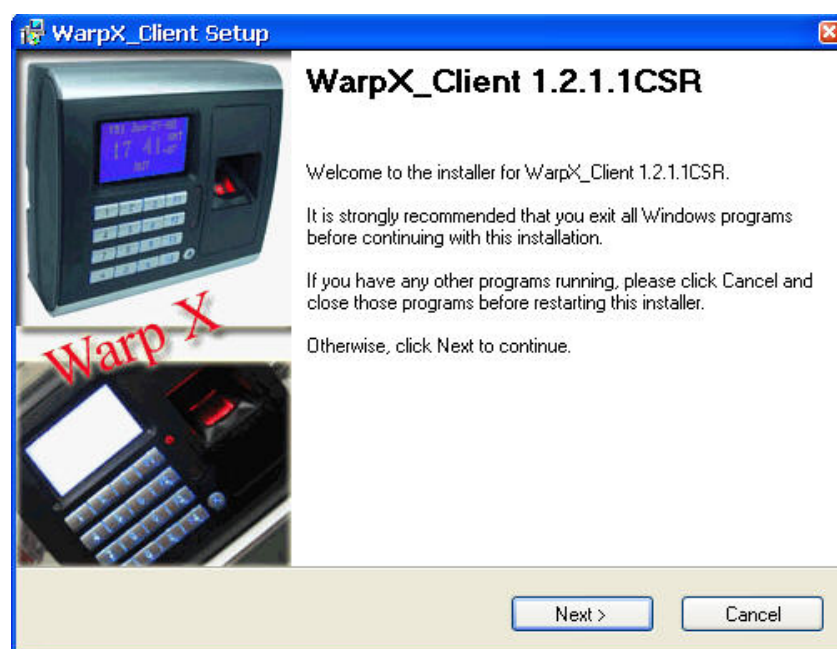 WarpX_Client Setup
WarpX_Client 1.2.1.1CSR
Welcome to the installer for WarpX_Client 1.2.1.1CSR.
It is strongly recommended that you exit all Windows programs
before continuing with this installation.
If you have any other programs running, please click Cancel and
close those programs before restarting this installer.
Otherwise, click Next to continue.
17 41
Warp X
Next >
Cancel